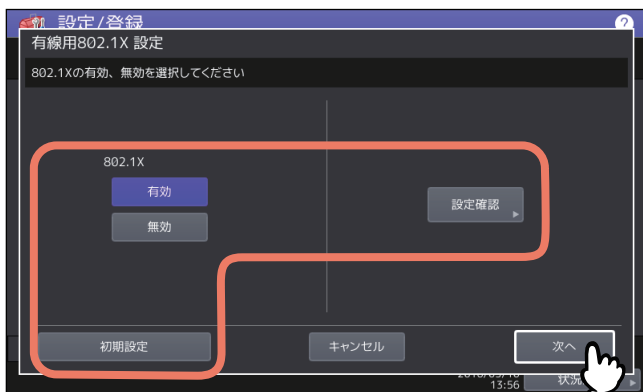 設定/登録
?
有線用802.1X 設定
802.1Xの有効、無効を選択してください
802.1X
有効
設定確認
無効
初期設定
キャンセル
次へ
13:56
状況